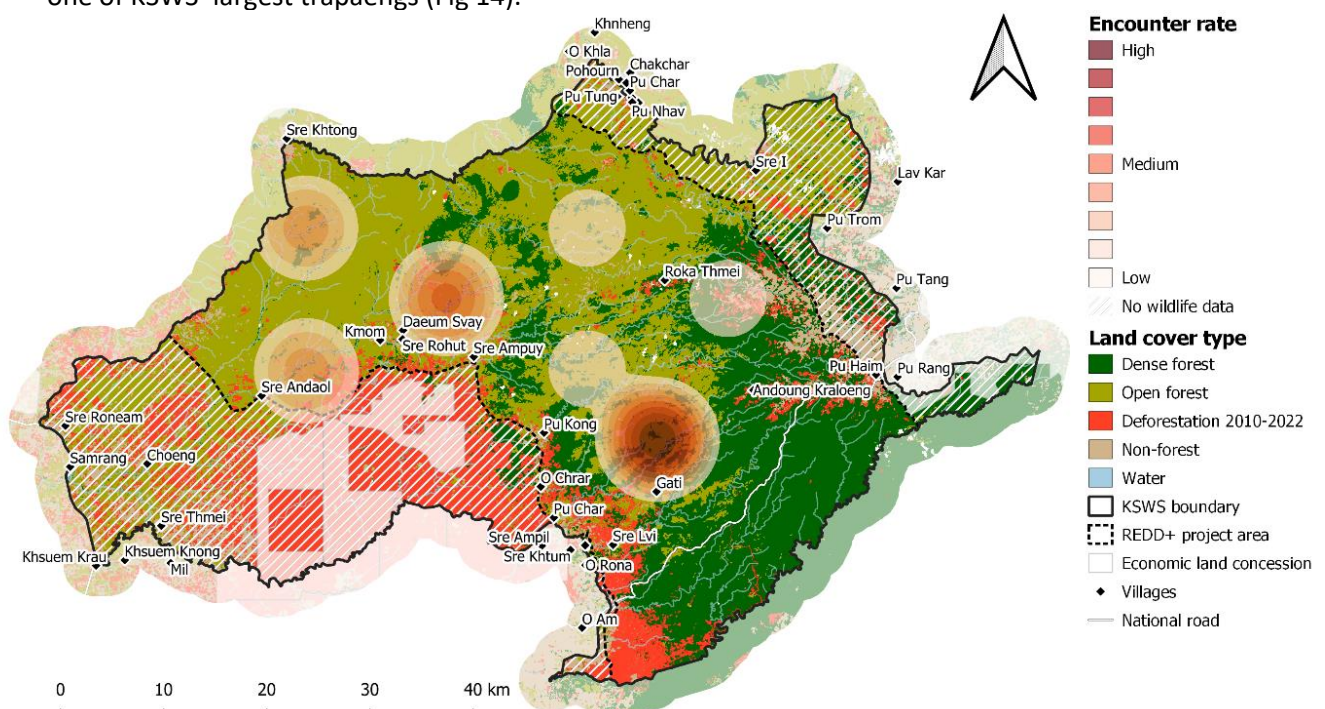 one of KSWS' largest trapaengs (Fig 14).
Khnheng
O Khla
Chakchar
Pohourn
Pu Char
Pu Tung
Pu Nhav
Sre Khtong
Sre I
Lav Kar
Pu Trom
Roka Thmei
Pu Tang
Daeum Svay
Kmom
Sre Rohut
Sre Ampuy
Pu Haim
Pu Rang
Sre Andaol
Andoung Kraloeng
Sre Roneam
Pu Kong
Samrang
Choeng
O Chrar
Gati
Sre Thmei
Pu Char
Khsuem Krau
Khsuem Knong
Mil
Sre Ampil
Sre Lvi
Sre Khtum
O Rona
O Am
0 10 20 30 40 km
Encounter rate
High
Medium
Low
No wildlife data
Land cover type
Dense forest
Open forest
Deforestation 2010-2022
Non-forest
Water
KSWS boundary
REDD+ project area
Economic land concession
Villages
National road